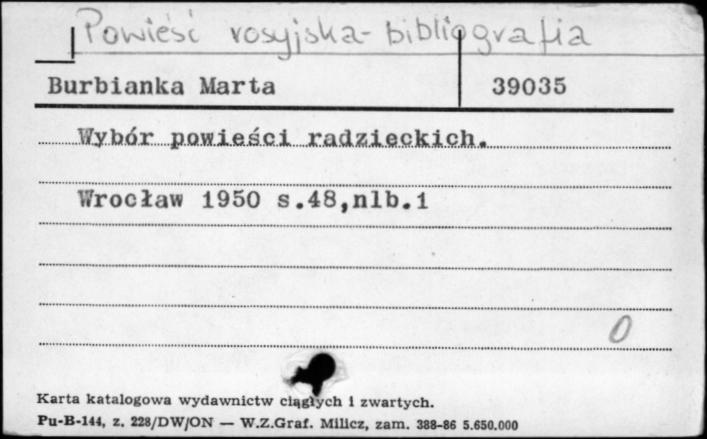 Powieść rosyjska - bibliografia
Burbianka Marta 39035
Wybór powieści radzieckich.
Wrocław 1950 s.48,nlb.1
0
Karta katalogowa wydawnictw ciągłych i zwartych.
Pu-B-144, z. 228/DW/ON — W.Z.Graf. Milicz, zam. 388-86 5.650.000